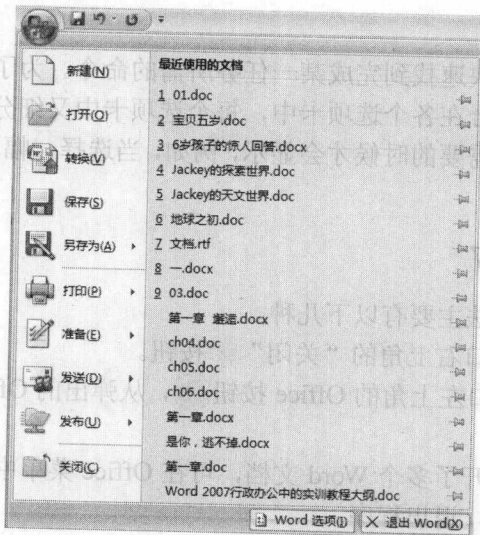 新建(N)
打开(O)
转换(V)
保存(S)
另存为(A)
打印(P)
准备(E)
发送(D)
发布(U)
关闭(C)
最近使用的文档
1 01.doc
2 宝贝五岁.doc
3 6岁孩子的惊人回答.docx
4 Jackey的探索世界.doc
5 Jackey的天文世界.doc
6 地球之初.doc
7 文档.rtf
8 一.docx
9 03.doc
第一章 邂逅.docx
ch04.doc
ch05.doc
ch06.doc
第一章.docx
是你，逃不掉.docx
第一章.doc
Word 2007行政办公中的实训教程大纲.doc
Word 选项(I)
退出 Word(X)